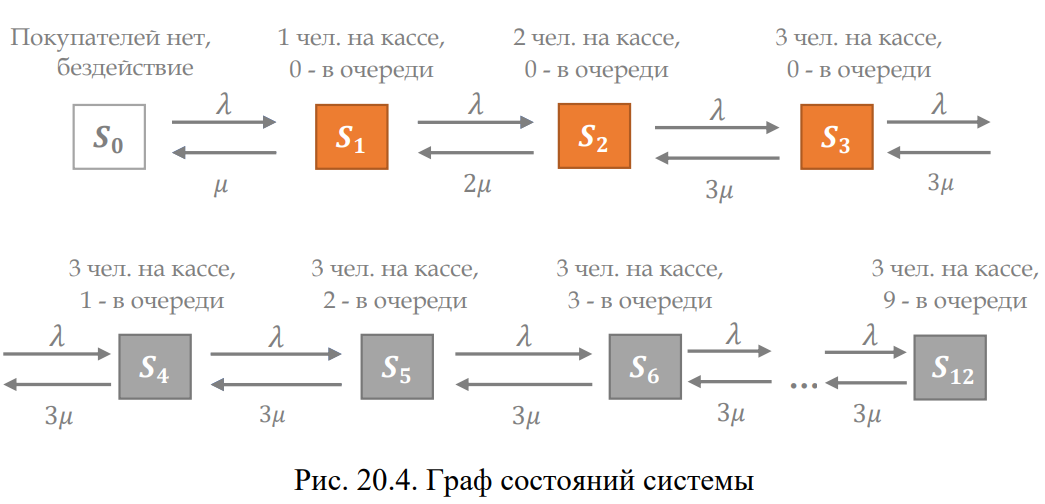 Покупателей нет, 1 чел. на кассе, 2 чел. на кассе, 3 чел. на кассе,
бездействие 0 - в очереди 0 - в очереди 0 - в очереди
λ λ λ λ
S₀ S₁ S₂ S₃
μ 2μ 3μ 3μ
3 чел. на кассе, 3 чел. на кассе, 3 чел. на кассе, 3 чел. на кассе,
1 - в очереди 2 - в очереди 3 - в очереди 9 - в очереди
λ λ λ λ λ
S₄ S₅ S₆ ... S₁₂
3μ 3μ 3μ 3μ 3μ
Рис. 20.4. Граф состояний системы